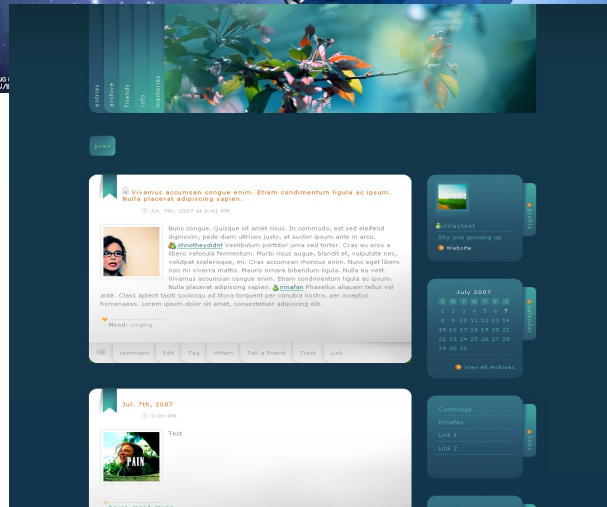 entries
archive
friends
info
memories
prev
Vivamus accumsan congue enim. Etiam condimentum ligula ac ipsum.
Nulla placerat adipiscing sapien.
Jul. 7th, 2007 at 9:41 PM
Nunc congue. Quisque sit amet risus. In commodo, est sed eleifend
dignissim, pede diam ultrices justo, at auctor ipsum ante in arcu.
ohnotheydidnt Vestibulum porttitor urna sed tortor. Cras eu eros a
libero vehicula fermentum. Morbi risus augue, blandit et, vulputate nec,
volutpat scelerisque, mi. Cras accumsan rhoncus enim. Nunc eget libero
non mi viverra mattis. Mauris ornare bibendum ligula. Nulla eu velit.
Vivamus accumsan congue enim. Etiam condimentum ligula ac ipsum.
Nulla placerat adipiscing sapien. irinafan Phasellus aliquam tellus vel
ante. Class aptent taciti sociosqu ad litora torquent per conubia nostra, per inceptos
hymenaeos. Lorem ipsum dolor sit amet, consectetuer adipiscing elit.
Mood: singing
comment Edit Tag +Mem Tell a Friend Track Link
Jul. 7th, 2007
Test
PAIN
profile
irilaytest
Shy one growing up
Website
calendar
July 2007
S M T W T F S
1 2 3 4 5 6 7
8 9 10 11 12 13 14
15 16 17 18 19 20 21
22 23 24 25 26 27 28
29 30 31
View All Archives
links
Carbonage
Irinafan
Link 1
Link 2